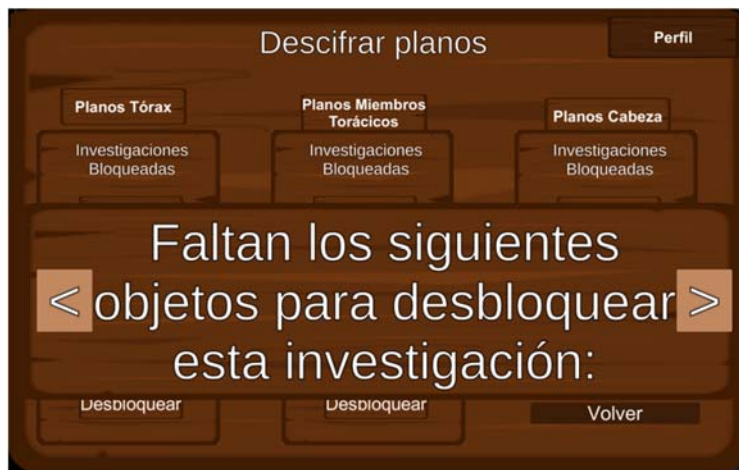 Descifrar planos
Perfil
Planos Tórax
Planos Miembros
Torácicos
Planos Cabeza
Investigaciones
Bloqueadas
Investigaciones
Bloqueadas
Investigaciones
Bloqueadas
Faltan los siguientes
< objetos para desbloquear >
esta investigación:
Desbloquear
Desbloquear
Volver